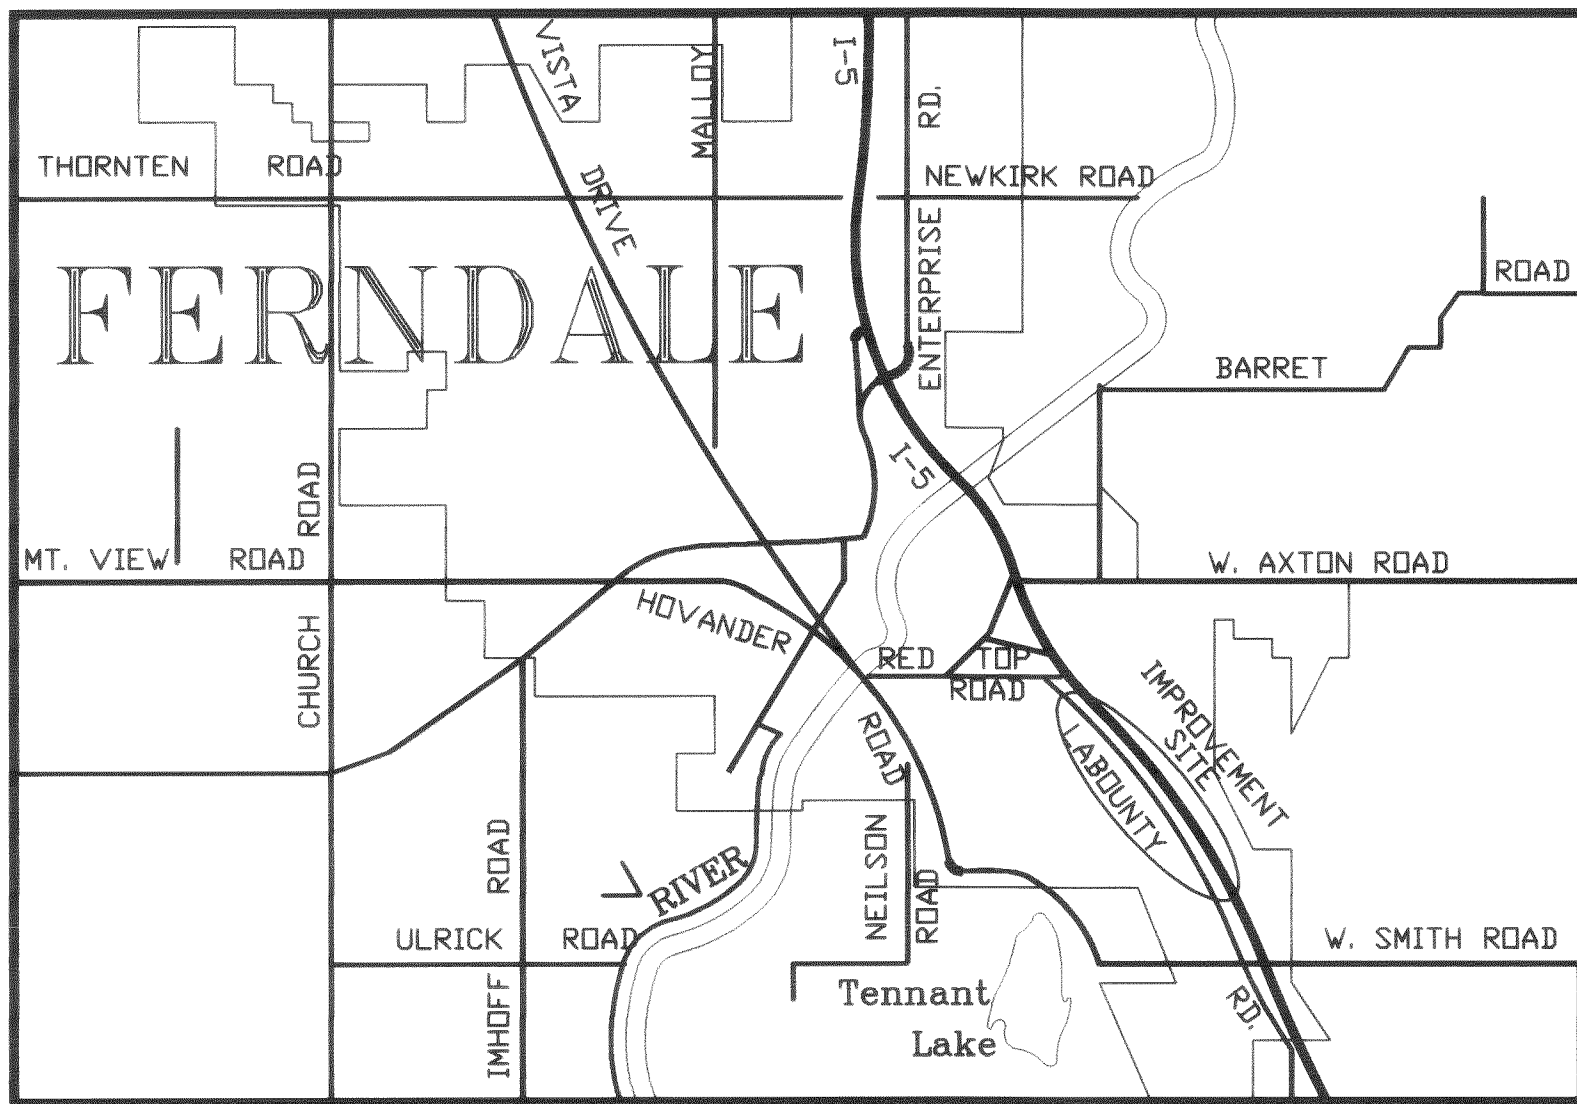 VISTA
DRIVE
MALLOY
I-5
RD.
ENTERPRISE
THORNTEN ROAD
NEWKIRK ROAD
FERNDALE
ROAD
BARRET
I-5
CHURCH ROAD
MT. VIEW ROAD
W. AXTON ROAD
HOVANDER
ROAD
RED TOP
ROAD
IMPROVEMENT
SITE
LABOUNTY
RD.
NEILSON
ROAD
RIVER
IMHOFF ROAD
ULRICK ROAD
W. SMITH ROAD
Tennant
Lake